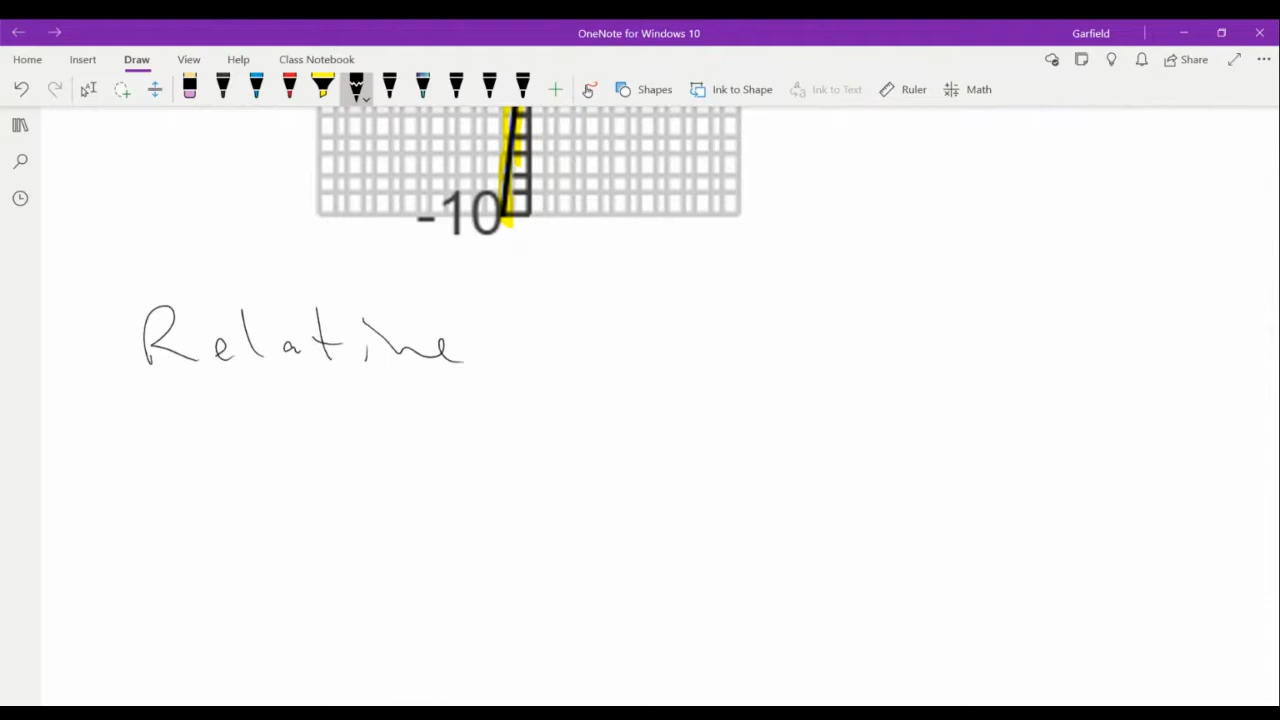 OneNote for Windows 10
Garfield
Home Insert Draw View Help Class Notebook
Share
Shapes Ink to Shape Ink to Text Ruler Math
-10
Relative